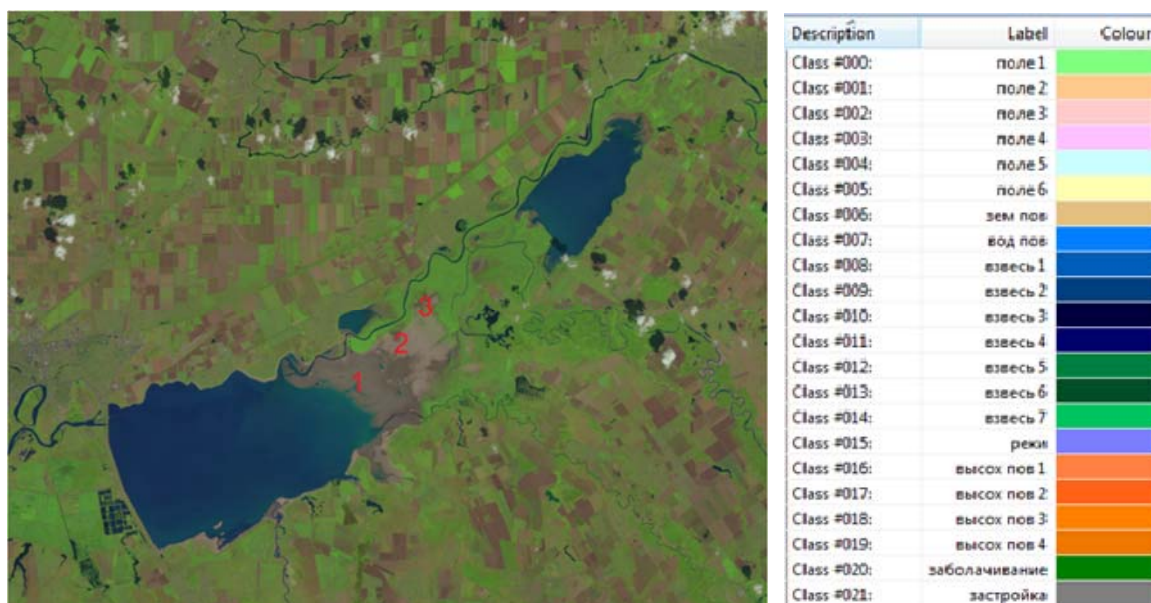 3
2
1
Description Label Colour
Class #000: поле 1
Class #001: поле 2
Class #002: поле 3
Class #003: поле 4
Class #004: поле 5
Class #005: поле 6
Class #006: зем пов
Class #007: вод пов
Class #008: взвесь 1
Class #009: взвесь 2
Class #010: взвесь 3
Class #011: взвесь 4
Class #012: взвесь 5
Class #013: взвесь 6
Class #014: взвесь 7
Class #015: реки
Class #016: высох пов 1
Class #017: высох пов 2
Class #018: высох пов 3
Class #019: высох пов 4
Class #020: заболачивание
Class #021: застройка